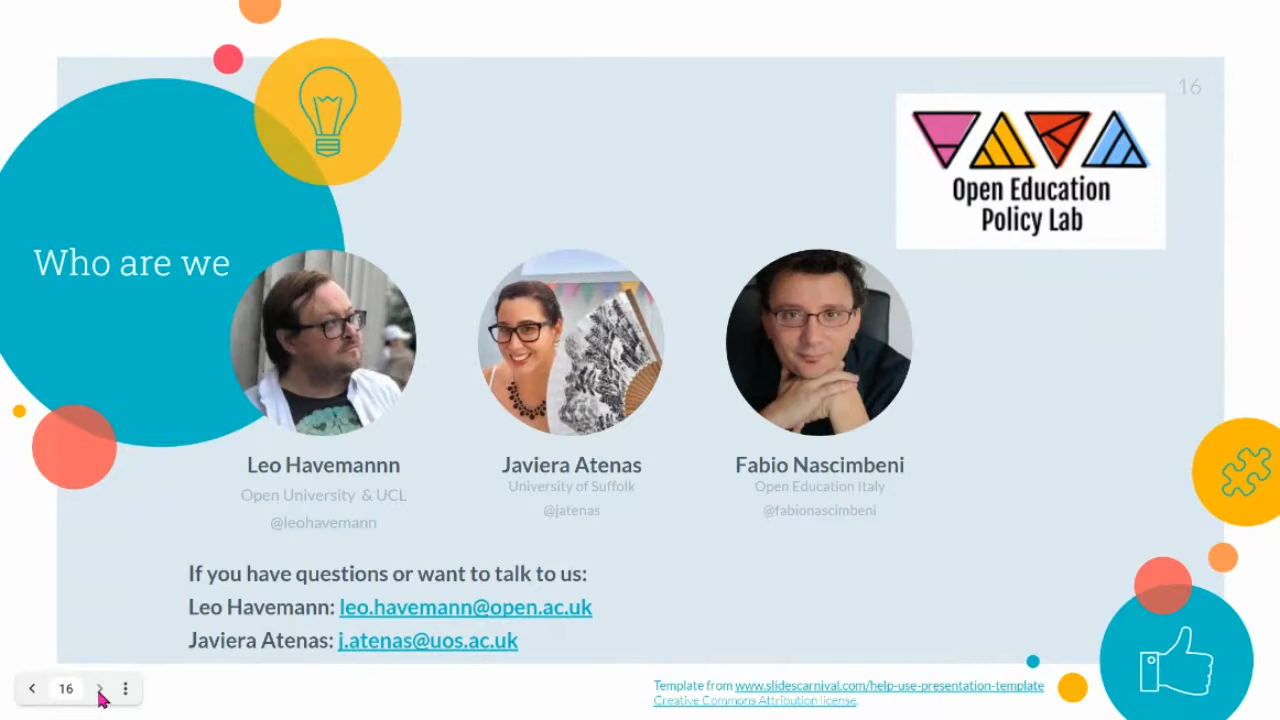 16
Open Education
Policy Lab
Who are we
Leo Havemannn
Open University & UCL
@leohavemann
Javiera Atenas
University of Suffolk
@jatenas
Fabio Nascimbeni
Open Education Italy
@fabionascimbeni
If you have questions or want to talk to us:
Leo Havemann: leo.havemann@open.ac.uk
Javiera Atenas: j.atenas@uos.ac.uk
16
Template from www.slidescarnival.com/help-use-presentation-template
Creative Commons Attribution license.